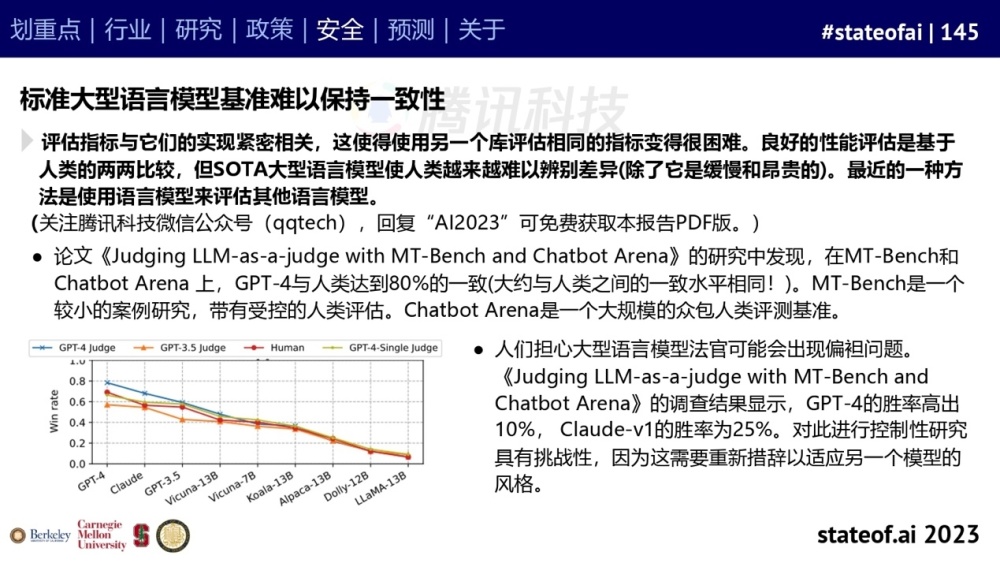 划重点 | 行业 | 研究 | 政策 | 安全 | 预测 | 关于
#stateofai | 145
腾讯科技
标准大型语言模型基准难以保持一致性
评估指标与它们的实现紧密相关，这使得使用另一个库评估相同的指标变得很困难。良好的性能评估是基于
人类的两两比较，但SOTA大型语言模型使人类越来越难以辨别差异(除了它是缓慢和昂贵的)。最近的一种方
法是使用语言模型来评估其他语言模型。
(关注腾讯科技微信公众号（qqtech），回复“AI2023”可免费获取本报告PDF版。)
● 论文《Judging LLM-as-a-judge with MT-Bench and Chatbot Arena》的研究中发现，在MT-Bench和
Chatbot Arena 上，GPT-4与人类达到80%的一致(大约与人类之间的一致水平相同！)。MT-Bench是一个
较小的案例研究，带有受控的人类评估。Chatbot Arena是一个大规模的众包人类评测基准。
GPT-4 Judge GPT-3.5 Judge Human GPT-4-Single Judge
1.0
0.8
0.6
0.4
0.2
0.0
Win rate
GPT-4 Claude GPT-3.5 Vicuna-13B Vicuna-7B Koala-13B Alpaca-13B Dolly-12B LLaMA-13B
● 人们担心大型语言模型法官可能会出现偏袒问题。
《Judging LLM-as-a-judge with MT-Bench and
Chatbot Arena》的调查结果显示，GPT-4的胜率高出
10%， Claude-v1的胜率为25%。对此进行控制性研究
具有挑战性，因为这需要重新措辞以适应另一个模型的
风格。
Berkeley
Carnegie
Mellon
University
stateof.ai 2023